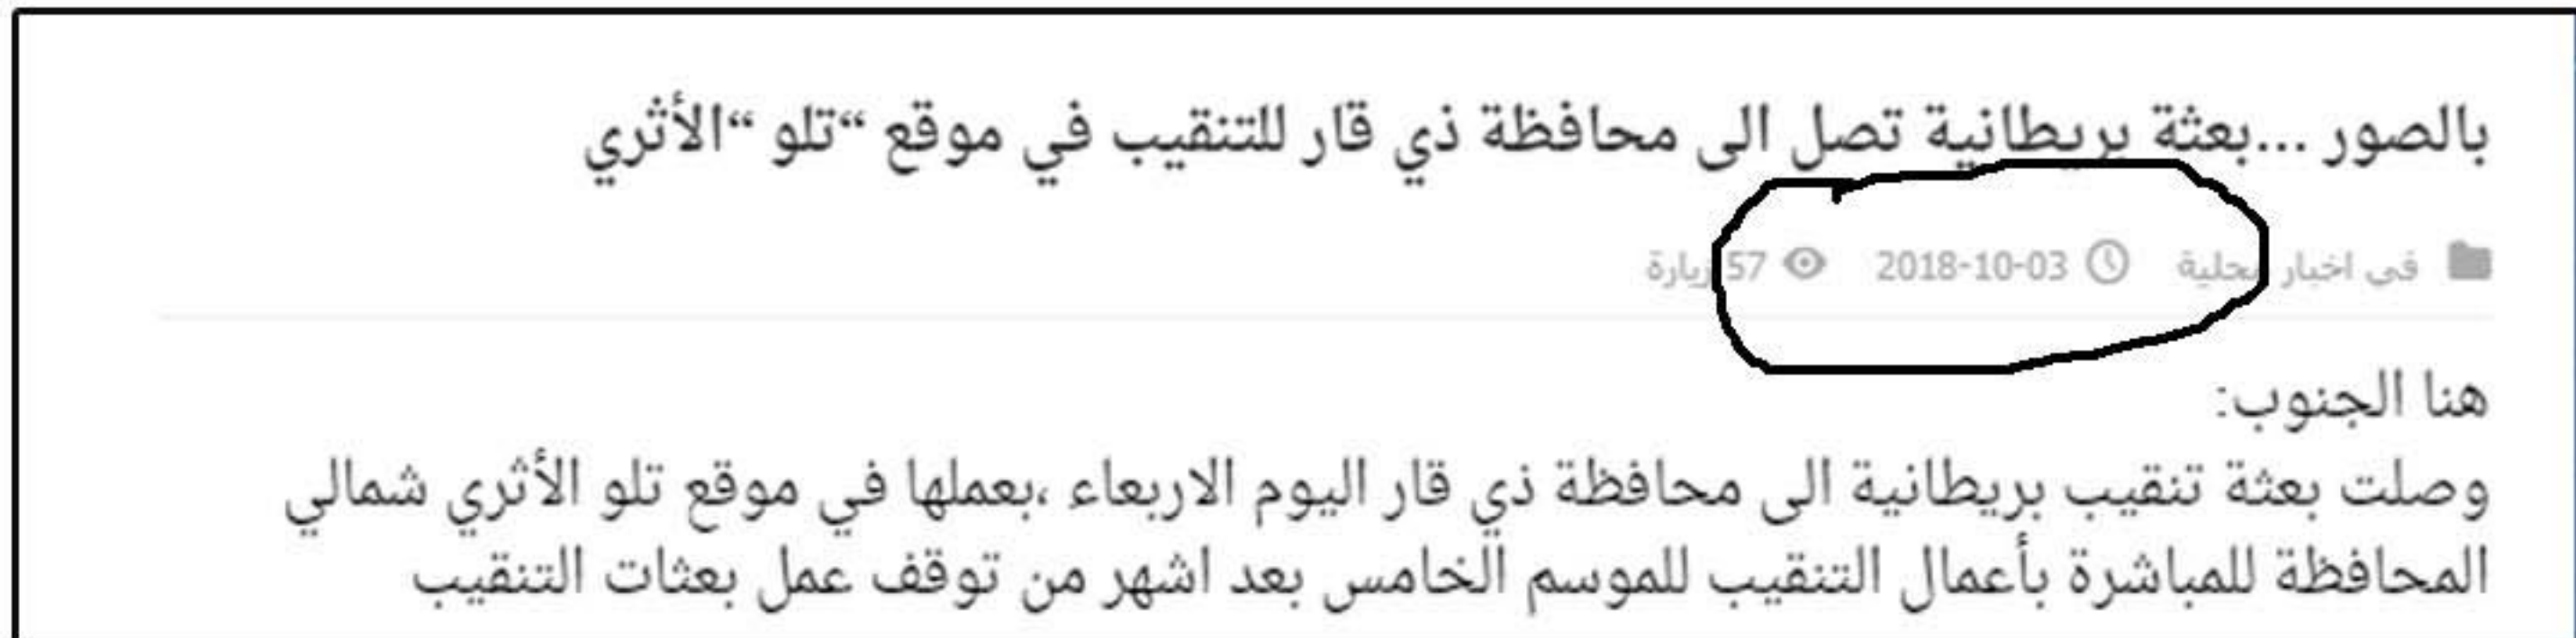 بالصور ...بعثة بريطانية تصل الى محافظة ذي قار للتنقيب في موقع “تلو “الأثري
في اخبار محلية 2018-10-03 57 زيارة
هنا الجنوب:
وصلت بعثة تنقيب بريطانية الى محافظة ذي قار اليوم الاربعاء ،بعملها في موقع تلو الأثري شمالي
المحافظة للمباشرة بأعمال التنقيب للموسم الخامس بعد اشهر من توقف عمل بعثات التنقيب